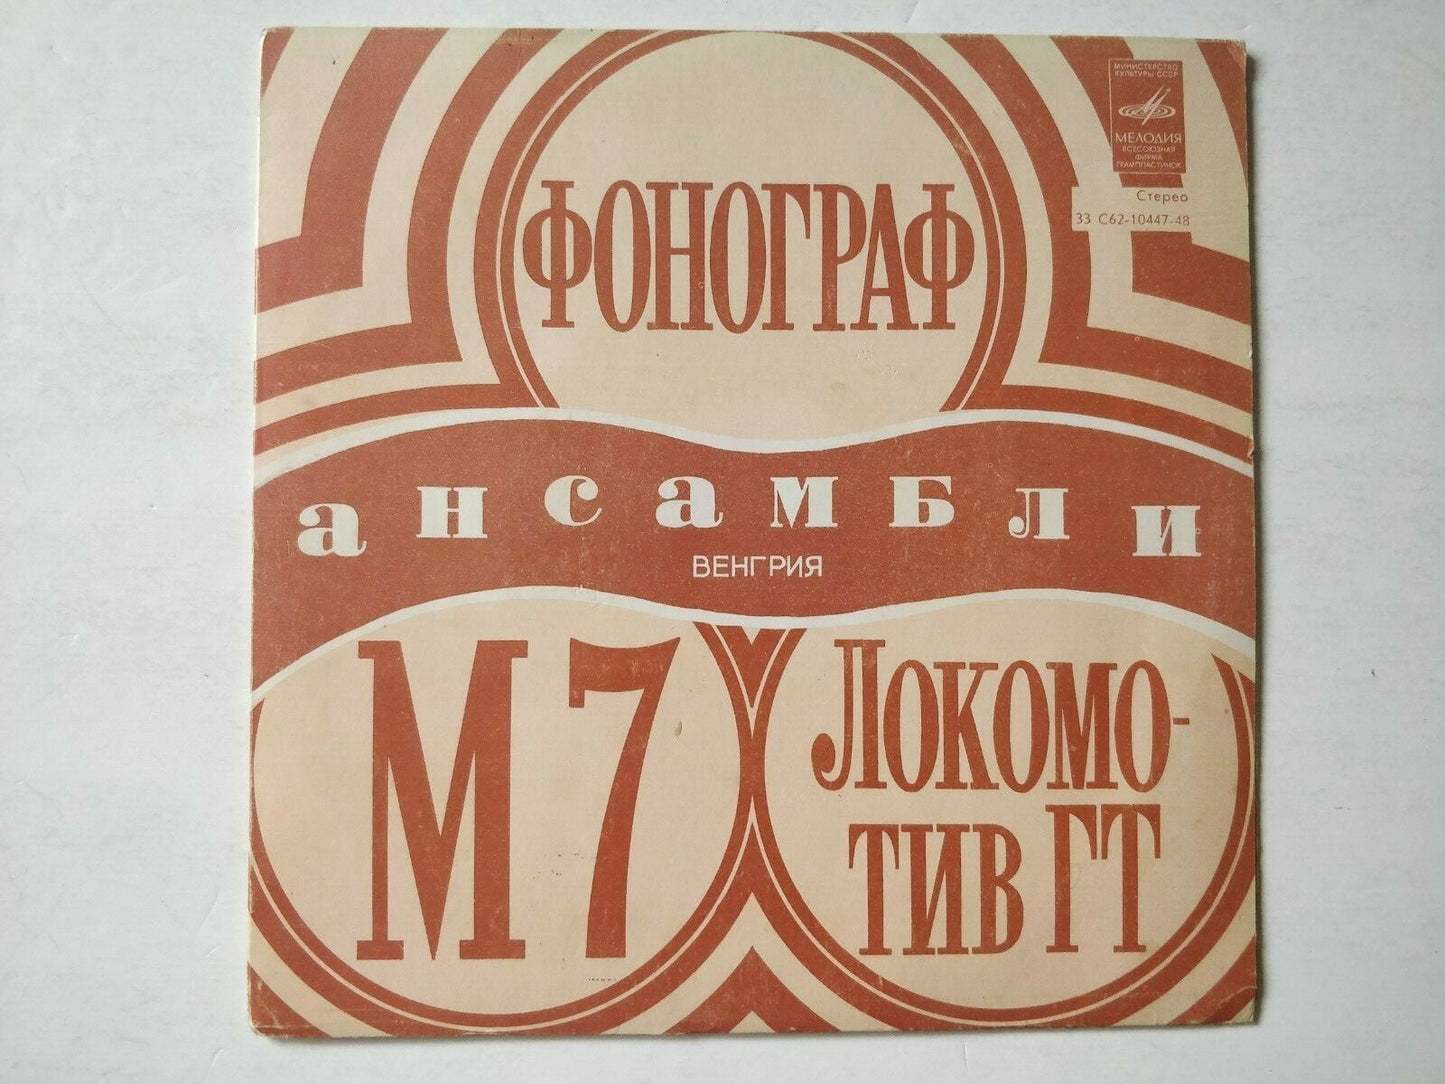 МИНИСТЕРСТВО
КУЛЬТУРЫ СССР
МЕЛОДИЯ
ВСЕСОЮЗНАЯ
ФИРМА
ГРАМПЛАСТИНОК
Стерео
33 С62-10447-48
ФОНОГРАФ
ансамбли
ВЕНГРИЯ
М7
ЛОКОМО-
ТИВ ГТ